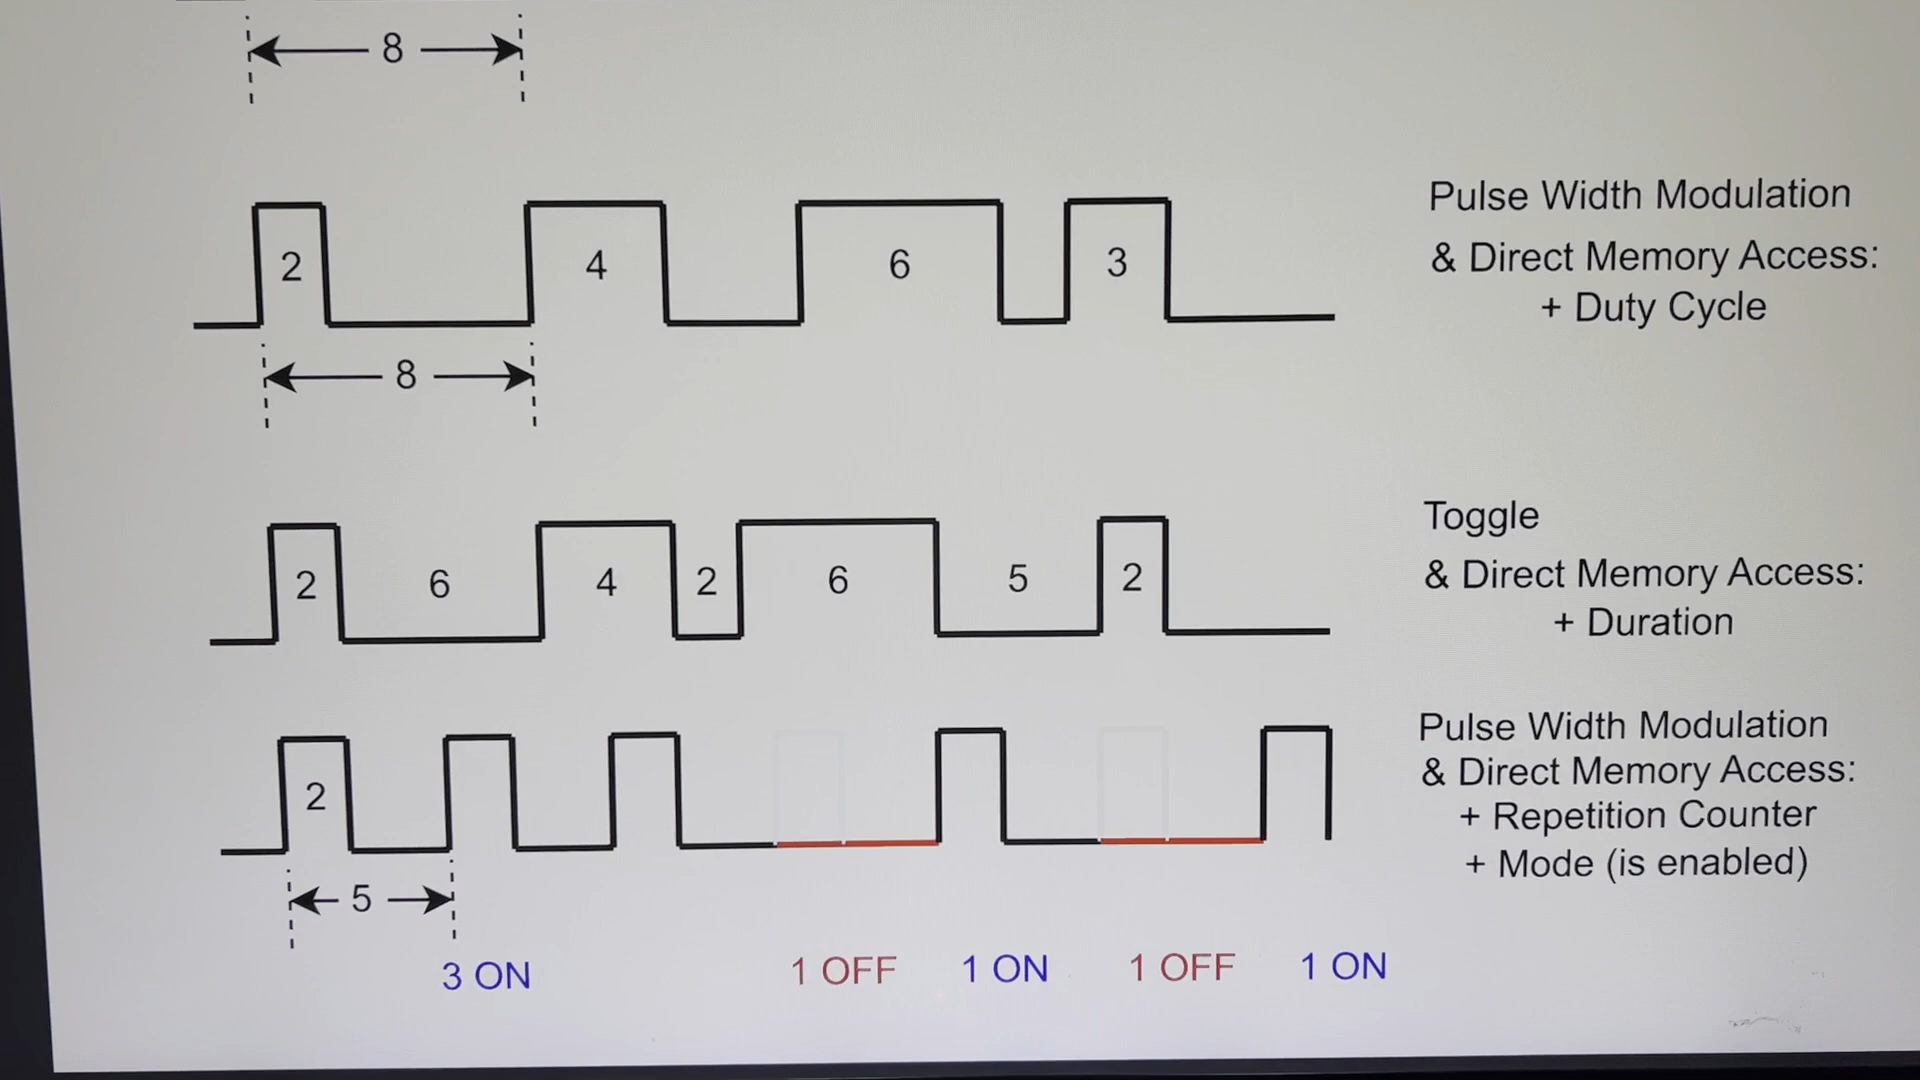 8
Pulse Width Modulation
& Direct Memory Access:
+ Duty Cycle
2 4 6 3
8
Toggle
& Direct Memory Access:
+ Duration
2 6 4 2 6 5 2
Pulse Width Modulation
& Direct Memory Access:
+ Repetition Counter
+ Mode (is enabled)
2
5
3 ON 1 OFF 1 ON 1 OFF 1 ON